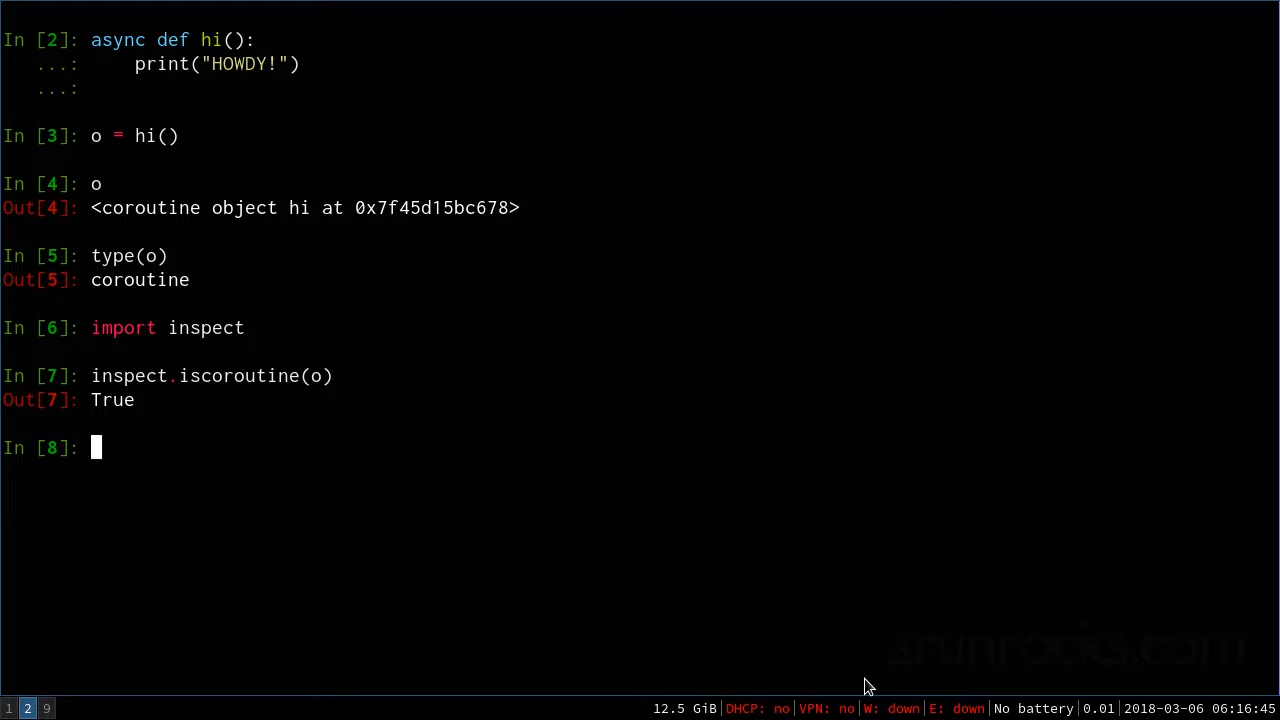 In [2]: async def hi():
   ...:     print("HOWDY!")
   ...:
In [3]: o = hi()
In [4]: o
Out[4]: <coroutine object hi at 0x7f45d15bc678>
In [5]: type(o)
Out[5]: coroutine
In [6]: import inspect
In [7]: inspect.iscoroutine(o)
Out[7]: True
In [8]:
1 2 9 12.5 GiB|DHCP: no|VPN: no|W: down|E: down|No battery|0.01|2018-03-06 06:16:45